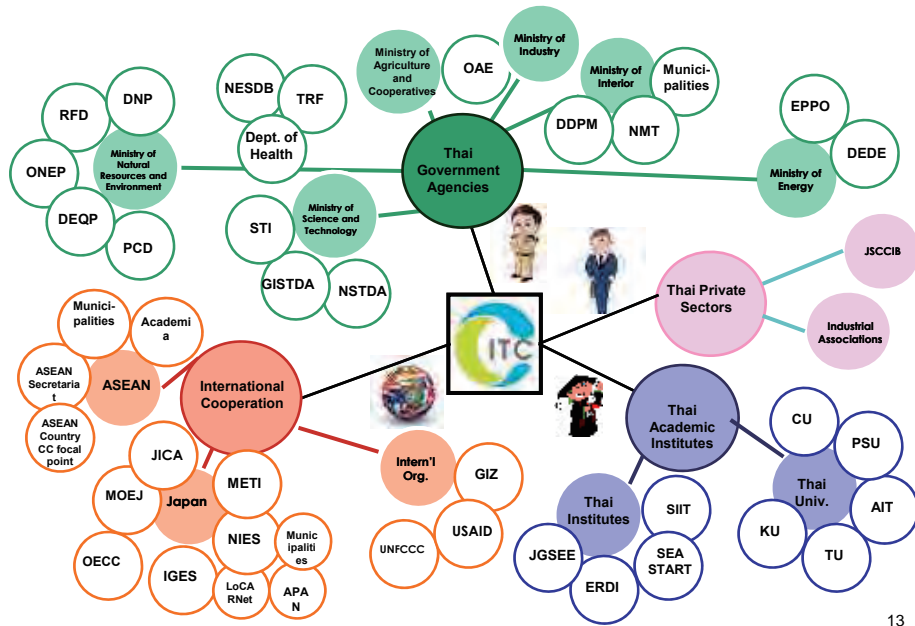 Ministry of
Agriculture
and
Cooperatives
OAE
Ministry of
Industry
Ministry of
Interior
Munici-
palities
DDPM
NMT
NESDB
TRF
Dept. of
Health
DNP
RFD
ONEP
DEQP
PCD
Ministry of
Natural
Resources and
Environment
Thai
Government
Agencies
EPPO
DEDE
Ministry of
Energy
STI
Ministry of
Science and
Technology
GISTDA
NSTDA
JSCCIB
Thai Private
Sectors
Industrial
Associations
ITC
Munici-
palities
Academi
a
ASEAN
Secretaria
t
ASEAN
ASEAN
Country
CC focal
point
International
Cooperation
JICA
MOEJ
Japan
METI
OECC
IGES
NIES
Munic
ipaliti
es
LoCA
RNet
APA
N
Intern'l
Org.
GIZ
USAID
UNFCCC
Thai
Academic
Institutes
Thai
Institutes
SIIT
JGSEE
ERDI
SEA
START
CU
PSU
Thai
Univ.
AIT
KU
TU
13